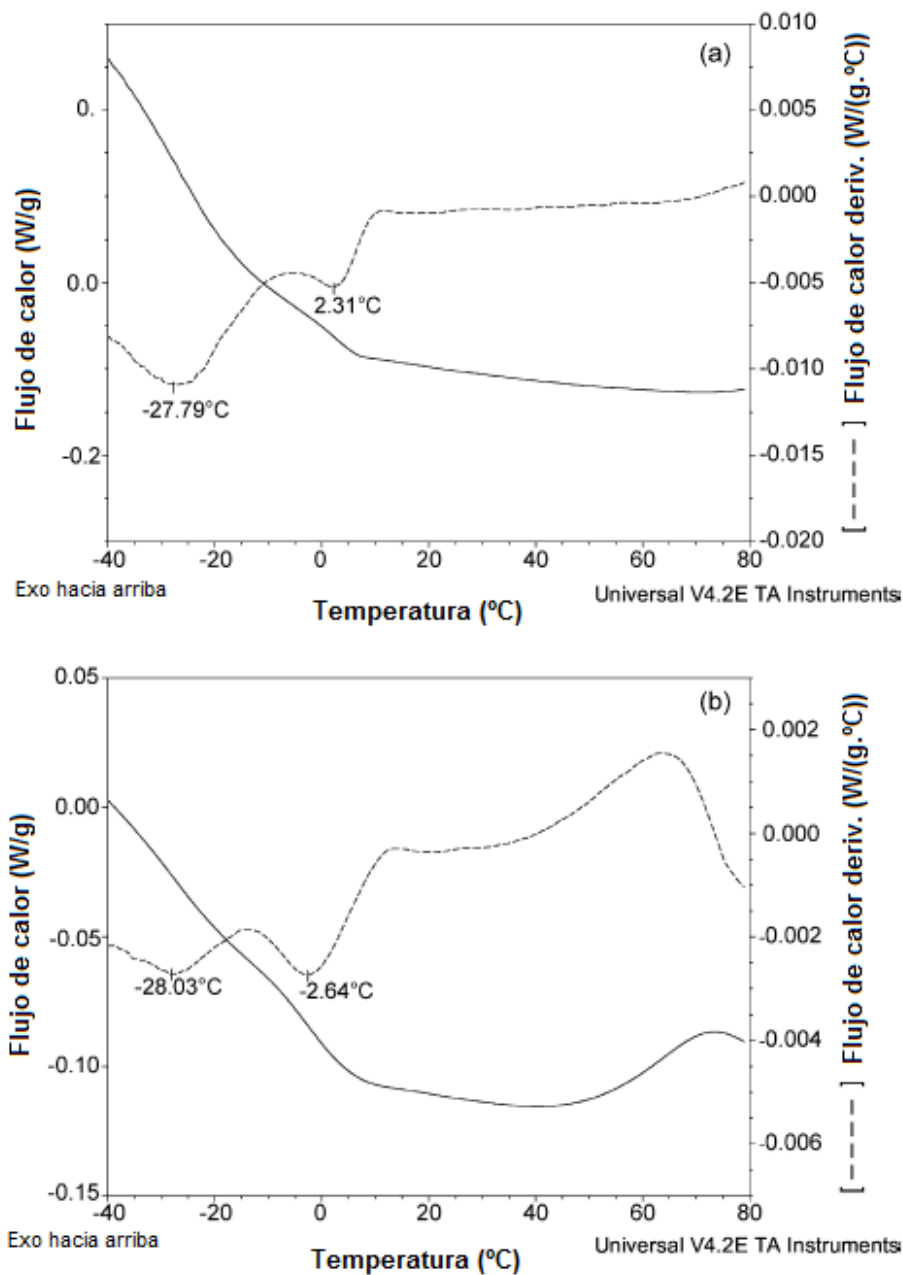 (a)
0.010
0.
0.005
0.000
0.0
-0.005
2.31°C
-0.010
-27.79°C
-0.2
-0.015
-0.020
-40
-20
0
20
40
60
80
Flujo de calor (W/g)
[ – – – ] Flujo de calor deriv. (W/(g.ºC))
Exo hacia arriba
Temperatura (ºC)
Universal V4.2E TA Instruments
(b)
0.05
0.002
0.00
0.000
-0.05
-0.002
-28.03°C
-2.64°C
-0.10
-0.004
-0.006
-0.15
-40
-20
0
20
40
60
80
Flujo de calor (W/g)
[ – – – ] Flujo de calor deriv. (W/(g.ºC))
Exo hacia arriba
Temperatura (ºC)
Universal V4.2E TA Instruments